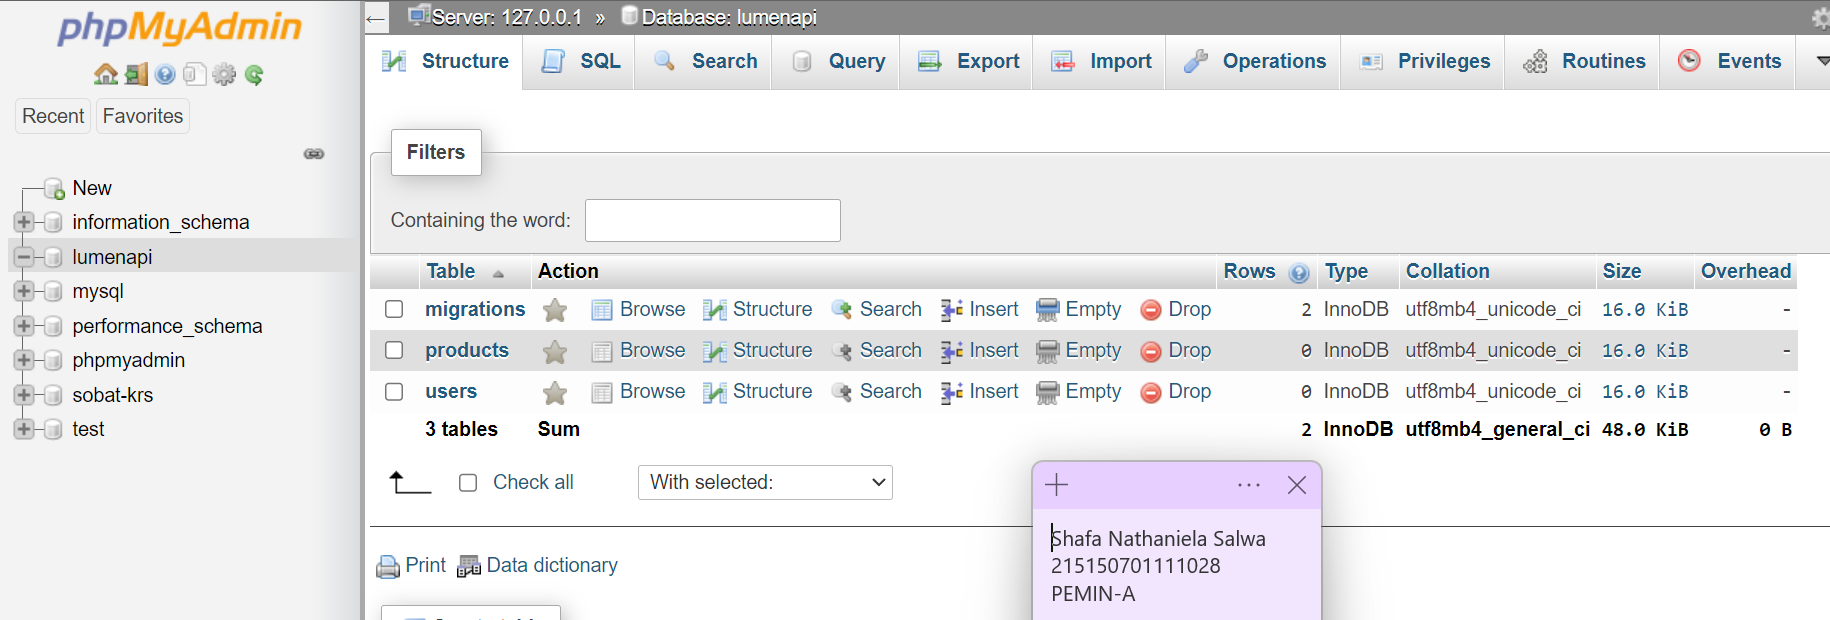 phpMyAdmin
Recent Favorites
New
information_schema
lumenapi
mysql
performance_schema
phpmyadmin
sobat-krs
test
Server: 127.0.0.1 » Database: lumenapi
Structure SQL Search Query Export Import Operations Privileges Routines Events
Filters
Containing the word:
Table Action Rows Type Collation Size Overhead
migrations Browse Structure Search Insert Empty Drop 2 InnoDB utf8mb4_unicode_ci 16.0 KiB -
products Browse Structure Search Insert Empty Drop 0 InnoDB utf8mb4_unicode_ci 16.0 KiB -
users Browse Structure Search Insert Empty Drop 0 InnoDB utf8mb4_unicode_ci 16.0 KiB -
3 tables Sum 2 InnoDB utf8mb4_general_ci 48.0 KiB 0 B
Check all With selected:
Print Data dictionary
Shafa Nathaniela Salwa
215150701111028
PEMIN-A